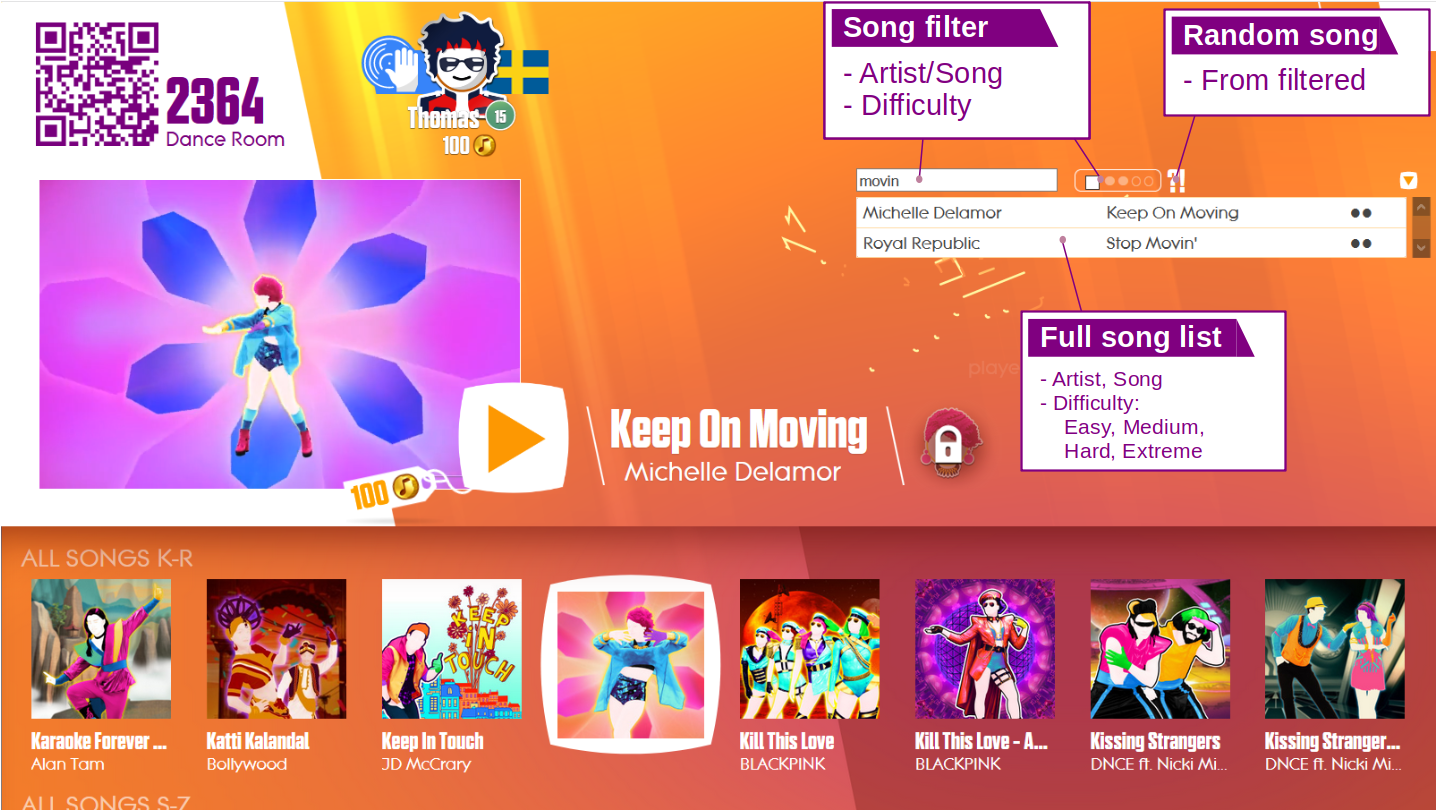 2364
Dance Room
Thomas
15
100
Song filter
- Artist/Song
- Difficulty
Random song
- From filtered
movin
Michelle Delamor Keep On Moving
Royal Republic Stop Movin'
playe
Full song list
- Artist, Song
- Difficulty:
Easy, Medium,
Hard, Extreme
100
Keep On Moving
Michelle Delamor
ALL SONGS K-R
KEEP
IN
TOUCH
Karaoke Forever ...
Alan Tam
Katti Kalandal
Bollywood
Keep In Touch
JD McCrary
Kill This Love
BLACKPINK
Kill This Love - A...
BLACKPINK
Kissing Strangers
DNCE ft. Nicki Mi...
Kissing Stranger...
DNCE ft. Nicki Mi...
ALL SONGS S-Z